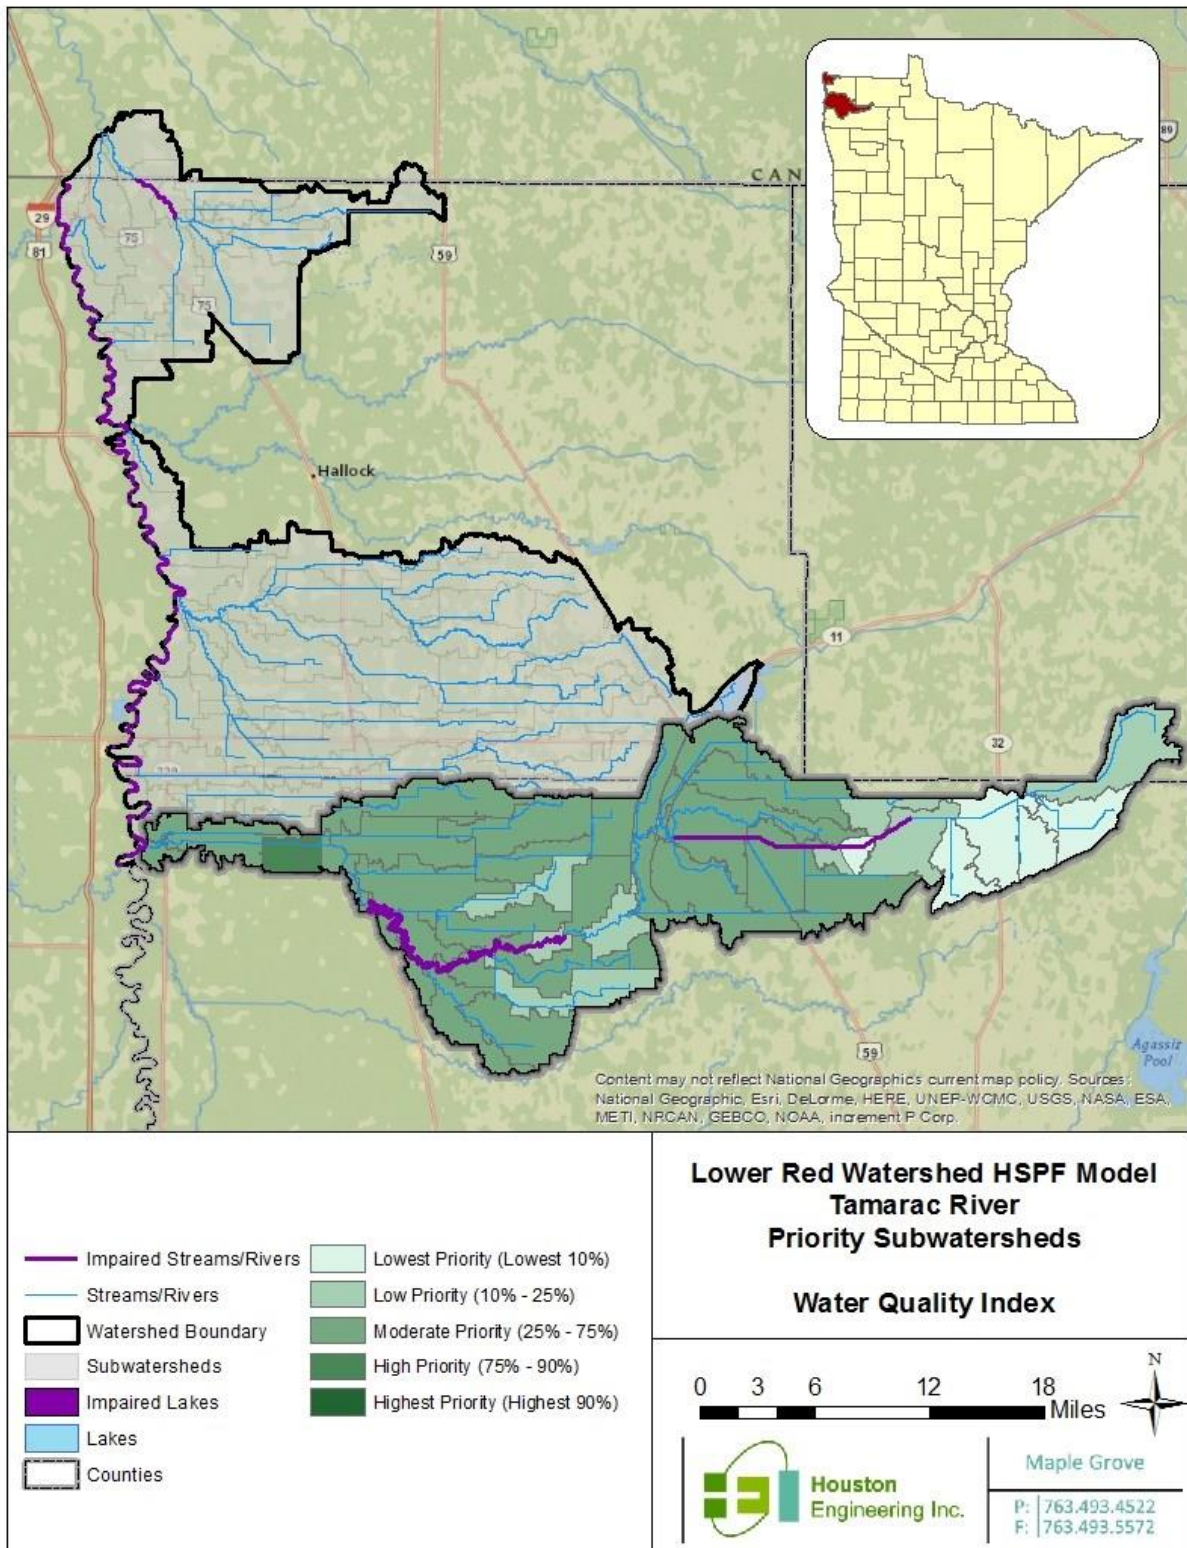 CAN
89
29
81
75
59
75
Hallock
11
32
59
Agassiz
Pool
Content may not reflect National Geographic's current map policy. Sources:
National Geographic, Esri, DeLorme, HERE, UNEP-WCMC, USGS, NASA, ESA,
METI, NRCAN, GEBCO, NOAA, increment P Corp.
Impaired Streams/Rivers
Streams/Rivers
Watershed Boundary
Subwatersheds
Impaired Lakes
Lakes
Counties
Lowest Priority (Lowest 10%)
Low Priority (10% - 25%)
Moderate Priority (25% - 75%)
High Priority (75% - 90%)
Highest Priority (Highest 90%)
Lower Red Watershed HSPF Model
Tamarac River
Priority Subwatersheds
Water Quality Index
N
0 3 6 12 18
Miles
Houston
Engineering Inc.
Maple Grove
P: 763.493.4522
F: 763.493.5572